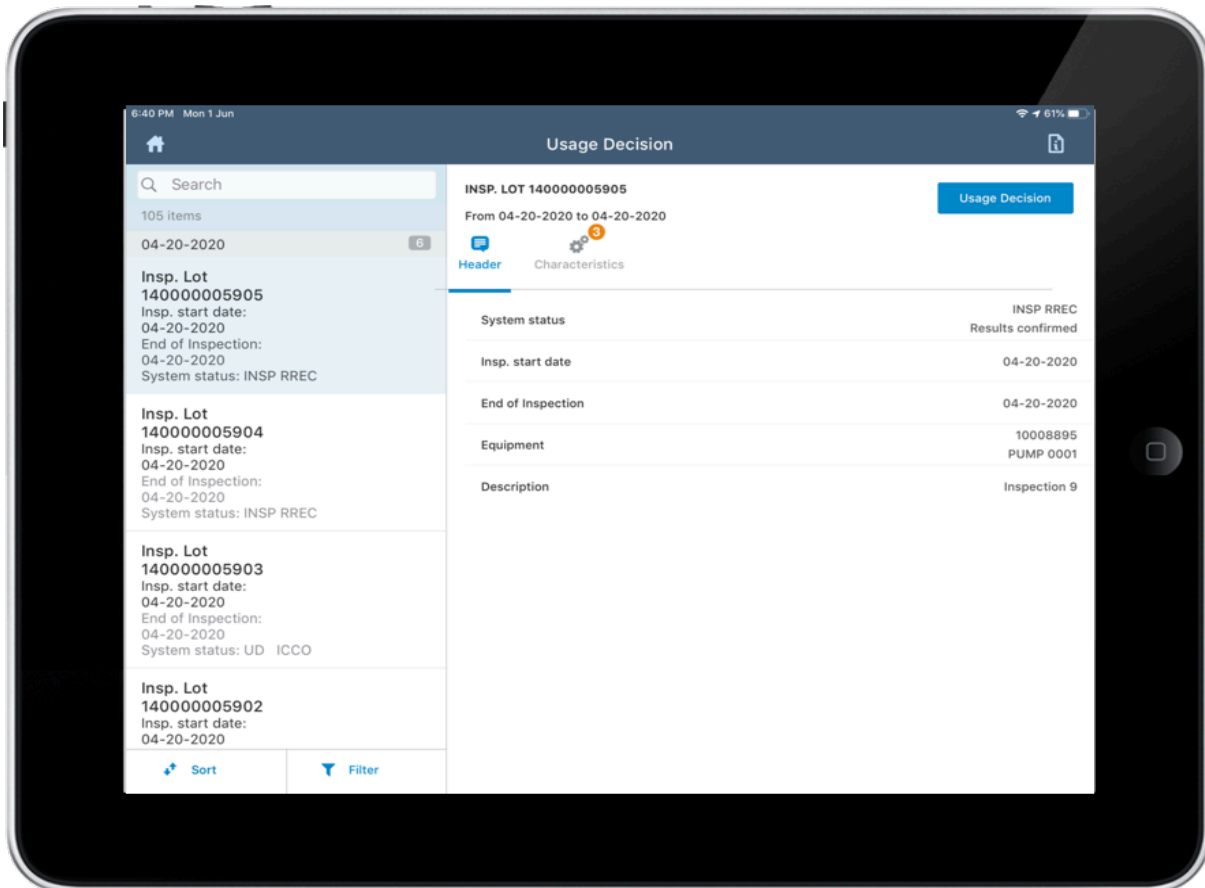 6:40 PM Mon 1 Jun
61%
Usage Decision
Search
105 items
04-20-2020 6
Insp. Lot
140000005905
Insp. start date:
04-20-2020
End of Inspection:
04-20-2020
System status: INSP RREC
Insp. Lot
140000005904
Insp. start date:
04-20-2020
End of Inspection:
04-20-2020
System status: INSP RREC
Insp. Lot
140000005903
Insp. start date:
04-20-2020
End of Inspection:
04-20-2020
System status: UD ICCO
Insp. Lot
140000005902
Insp. start date:
04-20-2020
Sort Filter
INSP. LOT 140000005905
Usage Decision
From 04-20-2020 to 04-20-2020
3
Header Characteristics
System status INSP RREC
Results confirmed
Insp. start date 04-20-2020
End of Inspection 04-20-2020
Equipment 10008895
PUMP 0001
Description Inspection 9